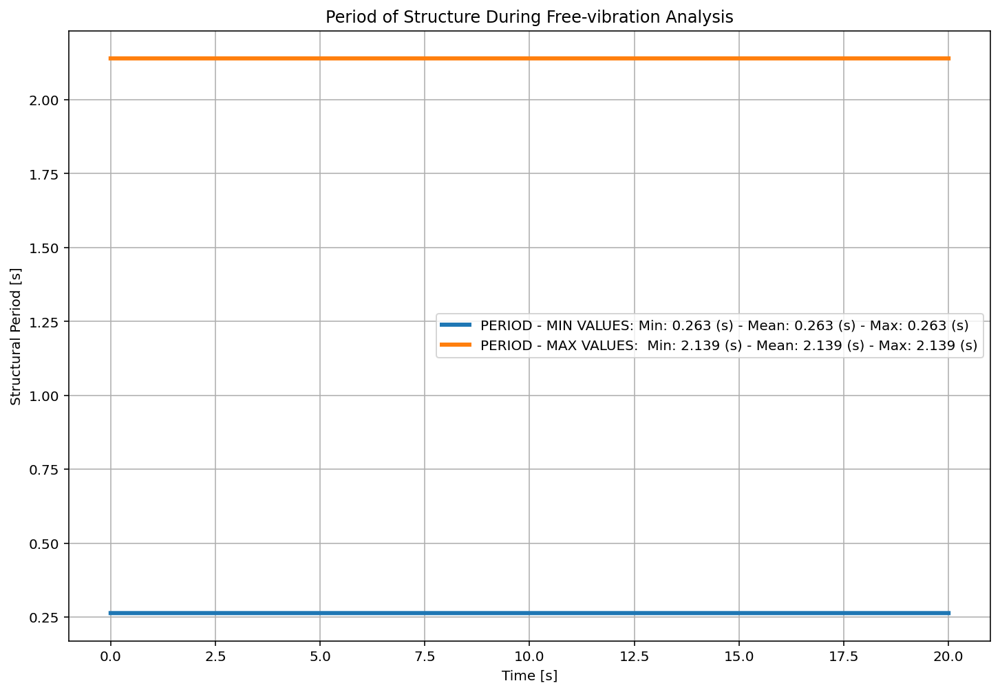 Period of Structure During Free-vibration Analysis
2.00
1.75
1.50
1.25
1.00
0.75
0.50
0.25
Structural Period [s]
PERIOD - MIN VALUES: Min: 0.263 (s) - Mean: 0.263 (s) - Max: 0.263 (s)
PERIOD - MAX VALUES:  Min: 2.139 (s) - Mean: 2.139 (s) - Max: 2.139 (s)
0.0 2.5 5.0 7.5 10.0 12.5 15.0 17.5 20.0
Time [s]